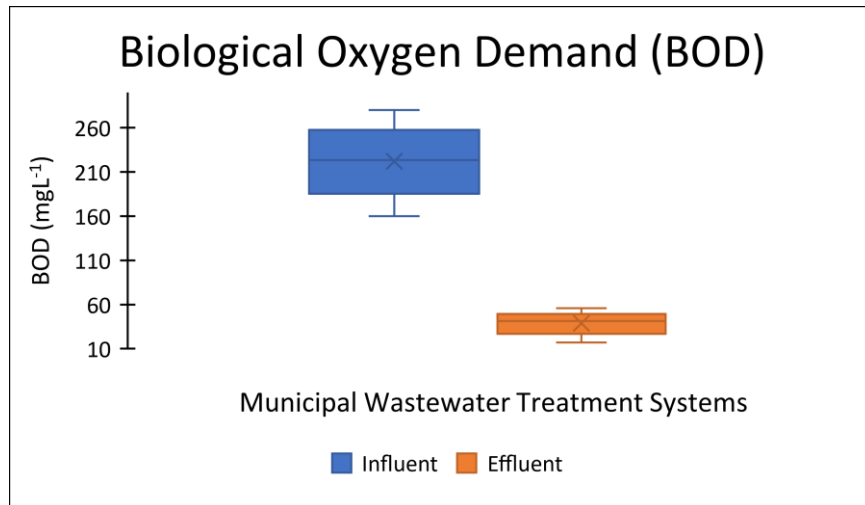 Biological Oxygen Demand (BOD)
BOD (mgL⁻¹)
260
210
160
110
60
10
Municipal Wastewater Treatment Systems
Influent Effluent